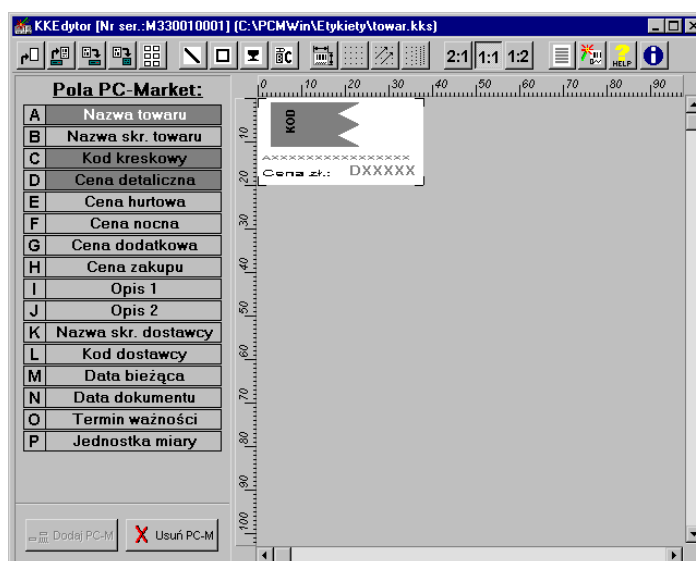 KKEdytor [Nr ser.:M330010001] (C:\PCMWin\Etykiety\towar.kks)
BC 2:1 1:1 1:2 HELP
Pola PC-Market:
A Nazwa towaru
B Nazwa skr. towaru
C Kod kreskowy
D Cena detaliczna
E Cena hurtowa
F Cena nocna
G Cena dodatkowa
H Cena zakupu
I Opis 1
J Opis 2
K Nazwa skr. dostawcy
L Kod dostawcy
M Data bieżąca
N Data dokumentu
O Termin ważności
P Jednostka miary
Dodaj PC-M Usuń PC-M
0 10 20 30 40 50 60 70 80 90
10
20
30
40
50
60
70
80
90
100
KOD
AXXXXXXXXXXXXXXXXX
Cena zł.: DXXXXX